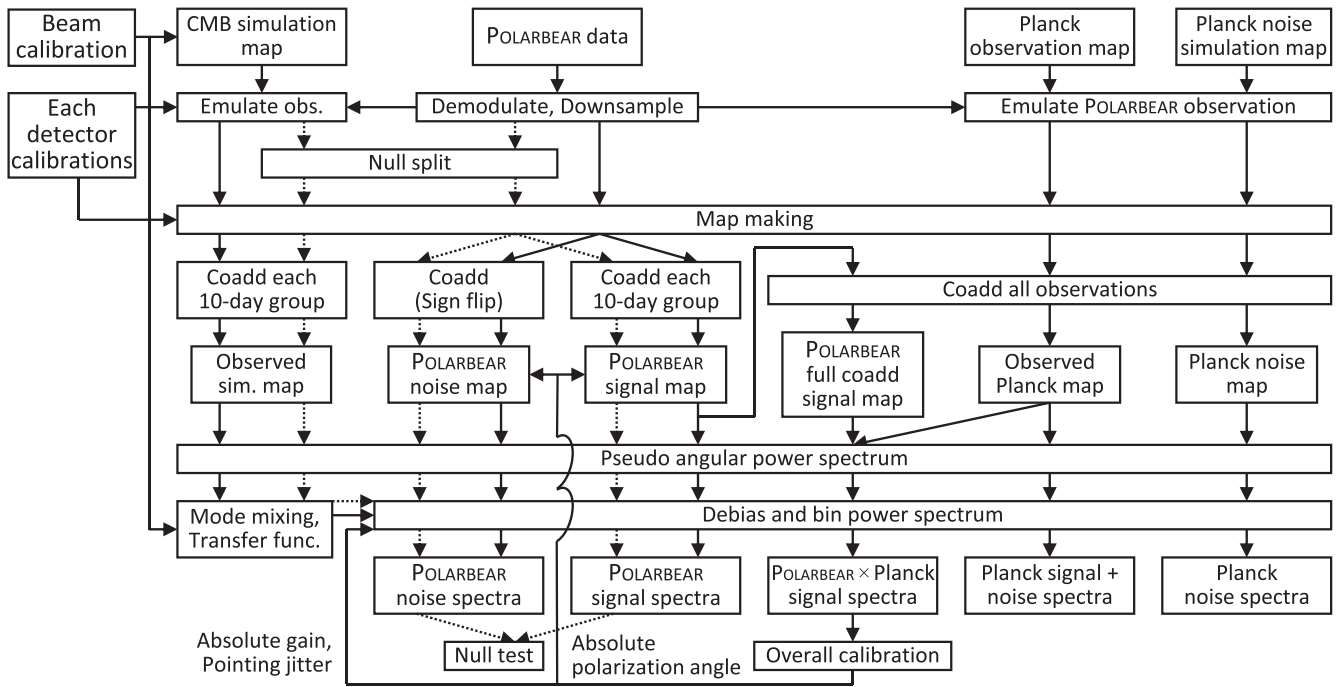 Beam
calibration
CMB simulation
map
POLARBEAR data
Planck
observation map
Planck noise
simulation map
Each
detector
calibrations
Emulate obs.
Demodulate, Downsample
Emulate POLARBEAR observation
Null split
Map making
Coadd each
10-day group
Coadd
(Sign flip)
Coadd each
10-day group
Coadd all observations
Observed
sim. map
POLARBEAR
noise map
POLARBEAR
signal map
POLARBEAR
full coadd
signal map
Observed
Planck map
Planck noise
map
Pseudo angular power spectrum
Mode mixing,
Transfer func.
Debias and bin power spectrum
POLARBEAR
noise spectra
POLARBEAR
signal spectra
POLARBEAR × Planck
signal spectra
Planck signal +
noise spectra
Planck
noise spectra
Absolute gain,
Pointing jitter
Null test
Absolute
polarization angle
Overall calibration